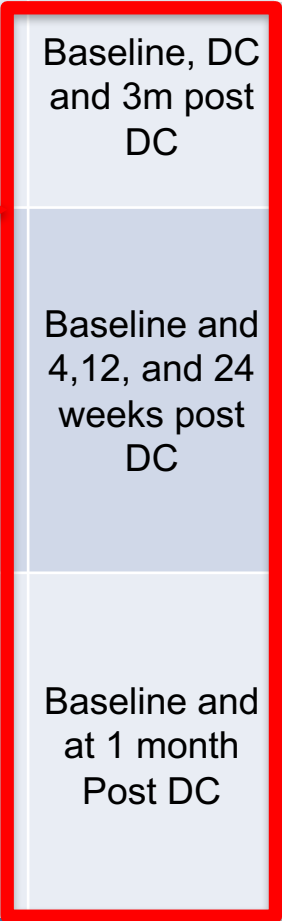 Baseline, DC
and 3m post
DC
Baseline and
4,12, and 24
weeks post
DC
Baseline and
at 1 month
Post DC